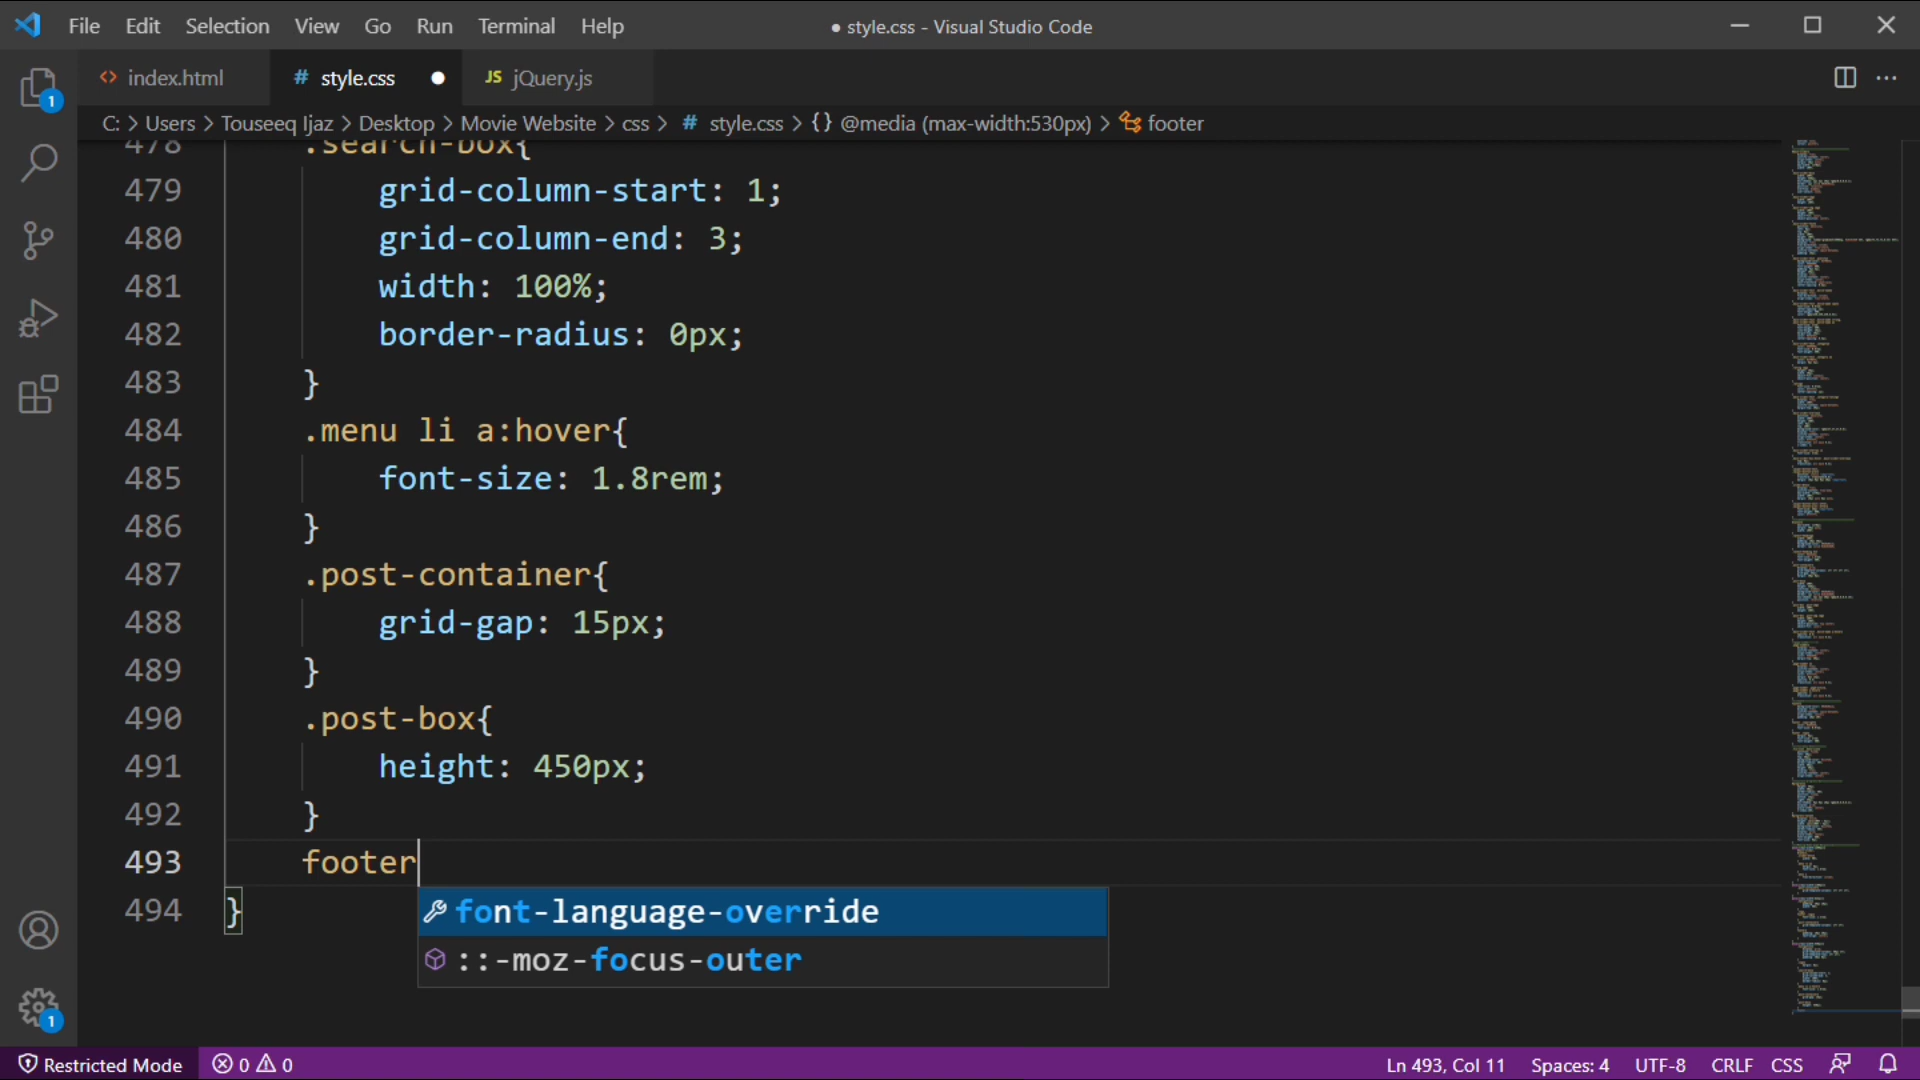 File Edit Selection View Go Run Terminal Help
● style.css - Visual Studio Code
<> index.html
# style.css ●
JS jQuery.js
C: > Users > Touseeq Ijaz > Desktop > Movie Website > css > # style.css > {} @media (max-width:530px) > footer
478 .search-box{
479 grid-column-start: 1;
480 grid-column-end: 3;
481 width: 100%;
482 border-radius: 0px;
483 }
484 .menu li a:hover{
485 font-size: 1.8rem;
486 }
487 .post-container{
488 grid-gap: 15px;
489 }
490 .post-box{
491 height: 450px;
492 }
493 footer
494 }
font-language-override
::-moz-focus-outer
1
1
Restricted Mode 0 0 Ln 493, Col 11 Spaces: 4 UTF-8 CRLF CSS